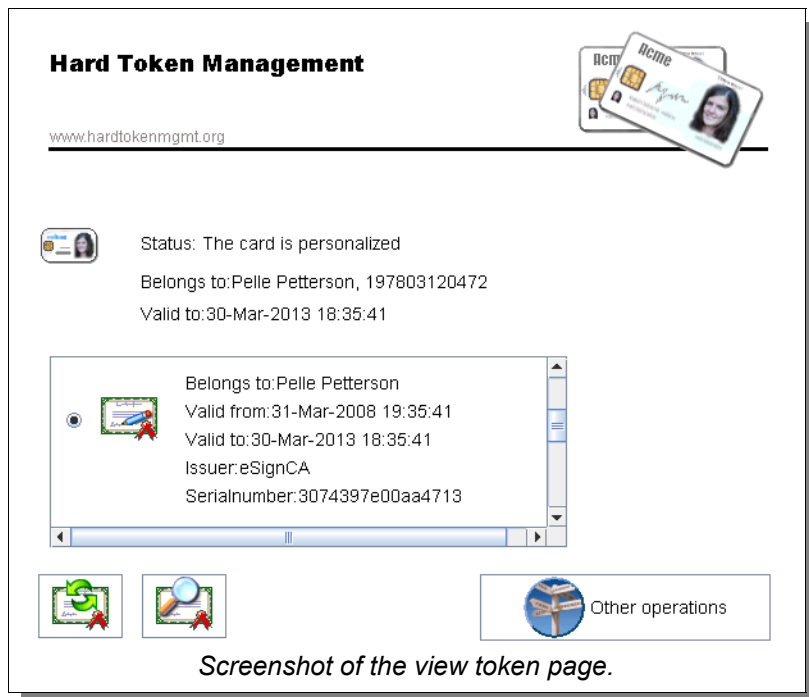 Hard Token Management
Acme
www.hardtokenmgmt.org
Status: The card is personalized
Belongs to:Pelle Petterson, 197803120472
Valid to:30-Mar-2013 18:35:41
Belongs to:Pelle Petterson
Valid from:31-Mar-2008 19:35:41
Valid to:30-Mar-2013 18:35:41
Issuer:eSignCA
Serialnumber:3074397e00aa4713
Other operations
Screenshot of the view token page.